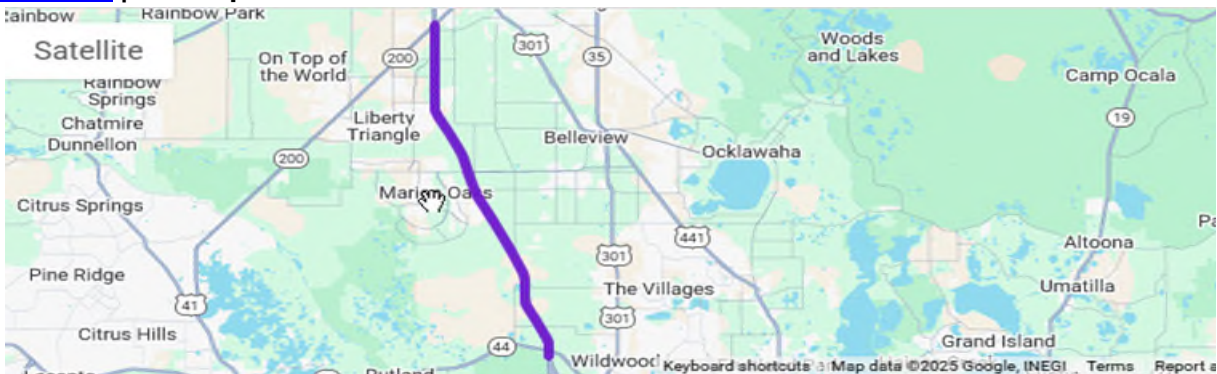 Rainbow
Rainbow Park
Satellite
On Top of
the World
200
301
35
Woods
and Lakes
Camp Ocala
Rainbow
Springs
Chatmire
Dunnellon
Liberty
Triangle
Belleview
19
200
Ocklawaha
Citrus Springs
Marion Oaks
441
Altoona
301
Pine Ridge
The Villages
Umatilla
41
301
Citrus Hills
44
Grand Island
Wildwood
Keyboard shortcuts
Map data ©2025 Google, INEGI
Terms
Report a
Rutland